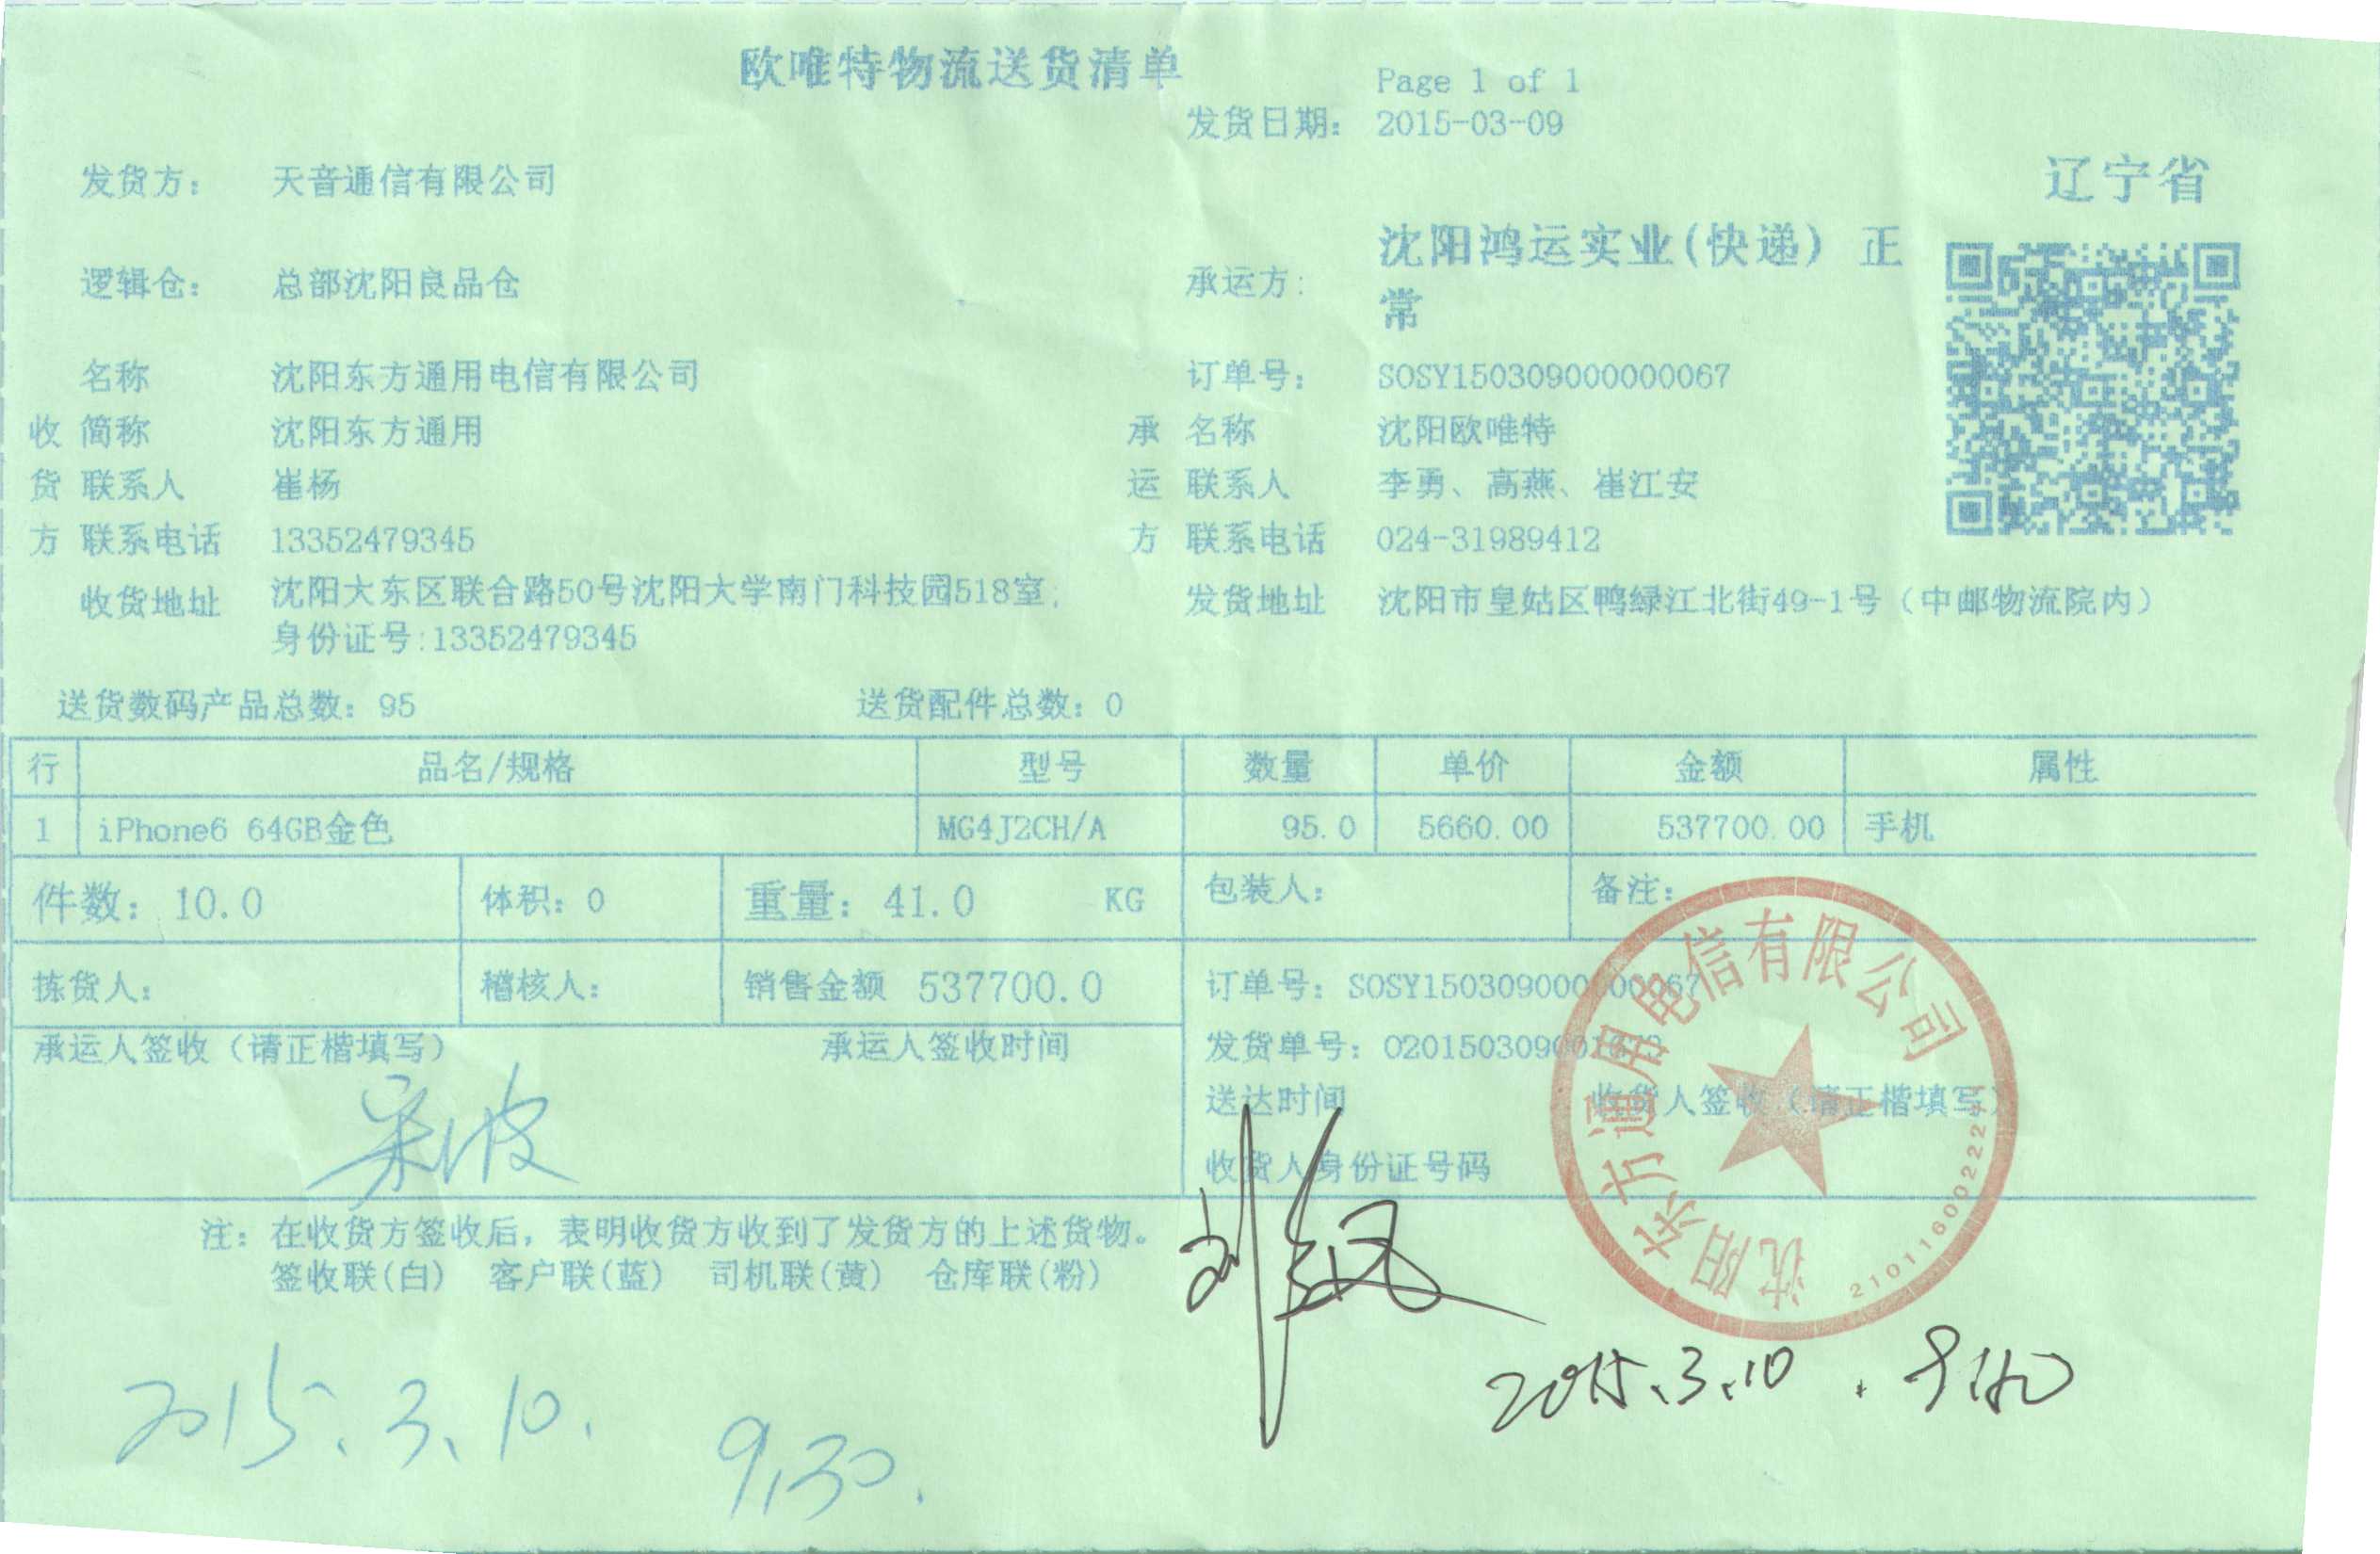 欧唯特物流送货清单
Page 1 of 1
发货日期: 2015-03-09
发货方: 天音通信有限公司
辽宁省
逻辑仓: 总部沈阳良品仓
承运方: 沈阳鸿运实业(快递) 正
常
名称 沈阳东方通用电信有限公司
订单号: SOSY150309000000067
收 简称 沈阳东方通用
承 名称 沈阳欧唯特
货 联系人 崔杨
运 联系人 李勇、高燕、崔江安
方 联系电话 13352479345
方 联系电话 024-31989412
收货地址 沈阳大东区联合路50号沈阳大学南门科技园518室;
身份证号:13352479345
发货地址 沈阳市皇姑区鸭绿江北街49-1号（中邮物流院内）
送货数码产品总数: 95 送货配件总数: 0
行 品名/规格 型号 数量 单价 金额 属性
1 iPhone6 64GB金色 MG4J2CH/A 95.0 5660.00 537700.00 手机
件数: 10.0 体积: 0 重量: 41.0 KG 包装人: 备注:
拣货人: 稽核人: 销售金额 537700.0 订单号: SOSY150309000000067
承运人签收（请正楷填写） 承运人签收时间
发货单号:
送达时间 收货人签收（请正楷填写）
收货人身份证号码
沈阳东方通用电信有限公司
注: 在收货方签收后，表明收货方收到了发货方的上述货物。
签收联(白) 客户联(蓝) 司机联(黄) 仓库联(粉)
2015.3.10. 9,30.
2015.3.10. 9:40